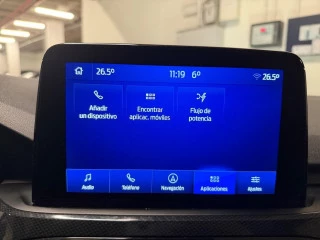 26.5° 11:19 6° 26.5°
Añadir
un dispositivo
Encontrar
aplicac. móviles
Flujo de
potencia
Audio Teléfono Navegación Aplicaciones Ajustes